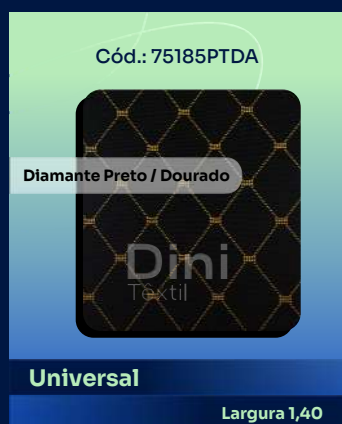 Cód.: 75185PTDA
Diamante Preto / Dourado
Dini
Têxtil
Universal
Largura 1,40